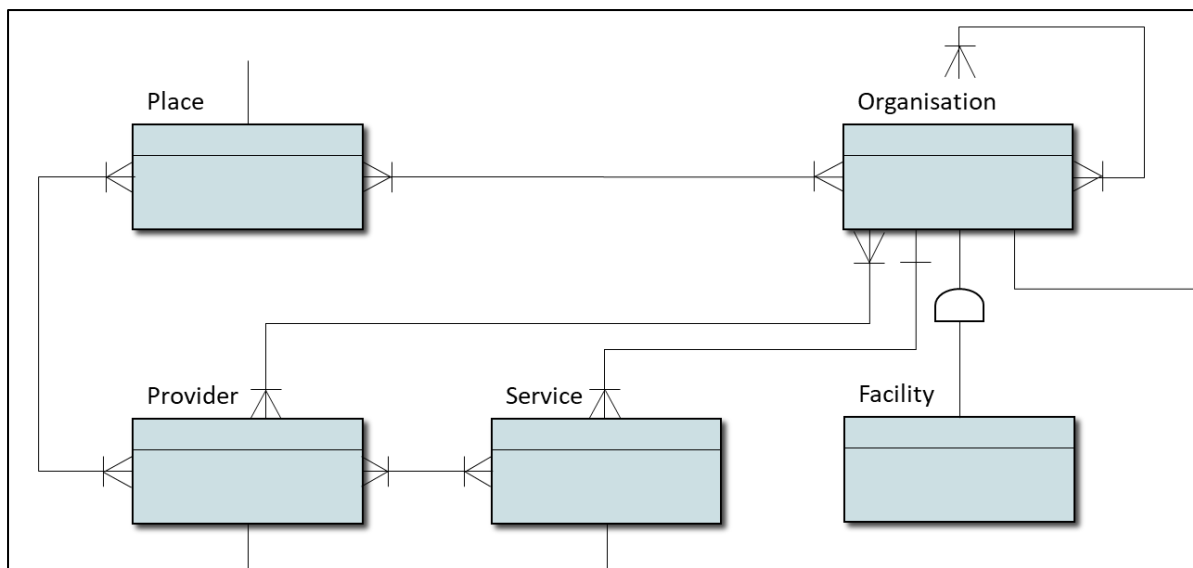 Place
Organisation
Provider
Service
Facility